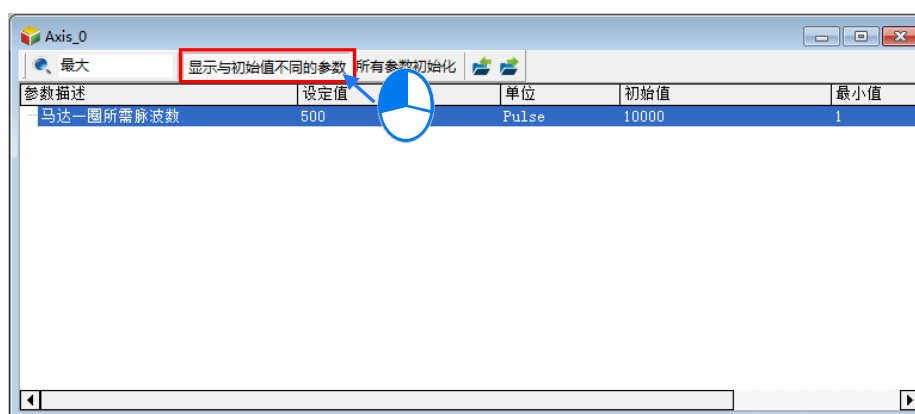 Axis_0
最大 显示与初始值不同的参数 所有参数初始化
参数描述 设定值 单位 初始值 最小值
马达一圈所需脉波数 500 Pulse 10000 1